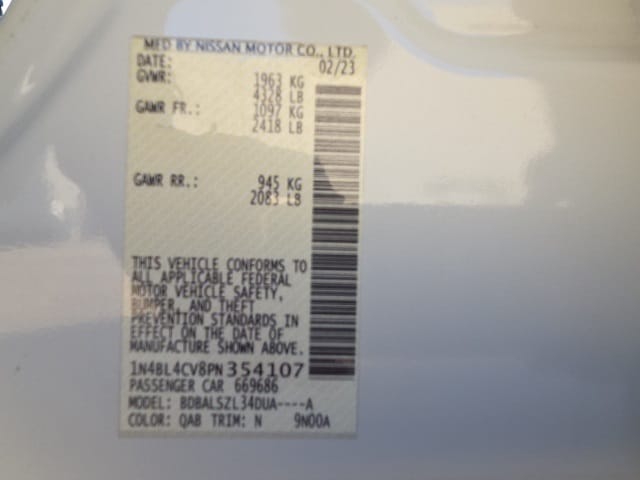 MFD BY NISSAN MOTOR CO., LTD.
DATE: 02/23
GVWR: 1963 KG
4328 LB
GAWR FR.: 1097 KG
2418 LB
GAWR RR.: 945 KG
2083 LB
THIS VEHICLE CONFORMS TO
ALL APPLICABLE FEDERAL
MOTOR VEHICLE SAFETY,
BUMPER, AND THEFT
PREVENTION STANDARDS IN
EFFECT ON THE DATE OF
MANUFACTURE SHOWN ABOVE.
1N4BL4CV8PN354107
PASSENGER CAR 669686
MODEL: BDBALSZL34DUA----A
COLOR: QAB TRIM: N 9N00A